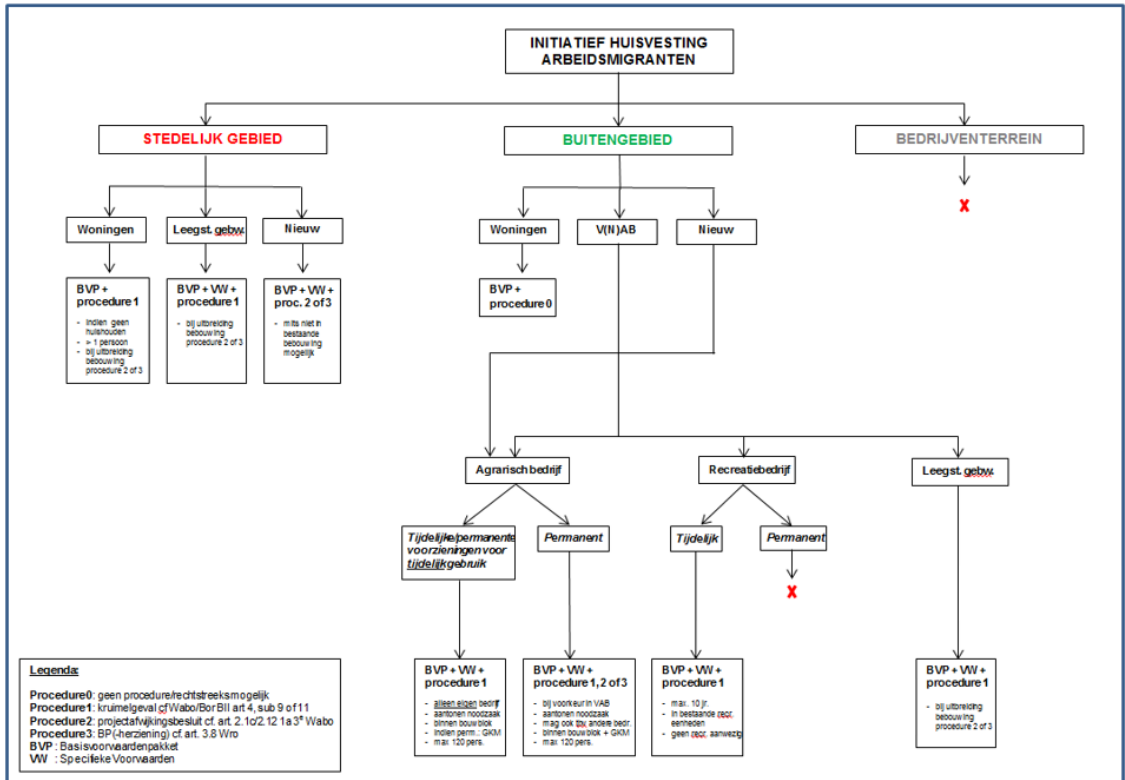 INITIATIEF HUISVESTING
ARBEIDSMIGRANTEN
STEDELIJK GEBIED
BUITENGEBIED
BEDRIJVENTERREIN
X
Woningen
Leegst. gebw.
Nieuw
Woningen
V(N)AB
Nieuw
BVP +
procedure 1
- indien geen
huishouden
- > 1 persoon
- bij uitbreiding
bebouwing
procedure 2 of 3
BVP + VW +
procedure 1
- bij uitbreiding
bebouwing
procedure 2 of 3
BVP + VW +
proc. 2 of 3
- mits niet in
bestaande
bebouwing
mogelijk
BVP +
procedure 0
Agrarisch bedrijf
Recreatiebedrijf
Leegst. gebw.
Tijdelijke/permanente
voorzieningen voor
tijdelijk gebruik
Permanent
Tijdelijk
Permanent
X
BVP + VW +
procedure 1
- alleen eigen bedrijf
- aantonen noodzaak
- binnen bouwblok
- indien perm.: GKM
- max. 120 pers.
BVP + VW +
procedure 1, 2 of 3
- bij voorkeur in VAB
- aantonen noodzaak
- mag ook tbv andere bedr.
- binnen bouwblok + GKM
- max. 120 pers.
BVP + VW +
procedure 1
- max. 10 jr.
- in bestaande recr.
eenheden
- geen recr. aanwezig
BVP + VW +
procedure 1
- bij uitbreiding
bebouwing
procedure 2 of 3
Legenda:
Procedure 0: geen procedure/rechtstreeks mogelijk
Procedure 1: kruimelgeval cf Wabo/Bor BII art 4, sub 9 of 11
Procedure 2: projectafwijkingsbesluit cf. art. 2.1c/2.12 1a 3e Wabo
Procedure 3: BP(-herziening) cf. art. 3.8 Wro
BVP : Basisvoorwaardenpakket
VW : Specifieke Voorwaarden